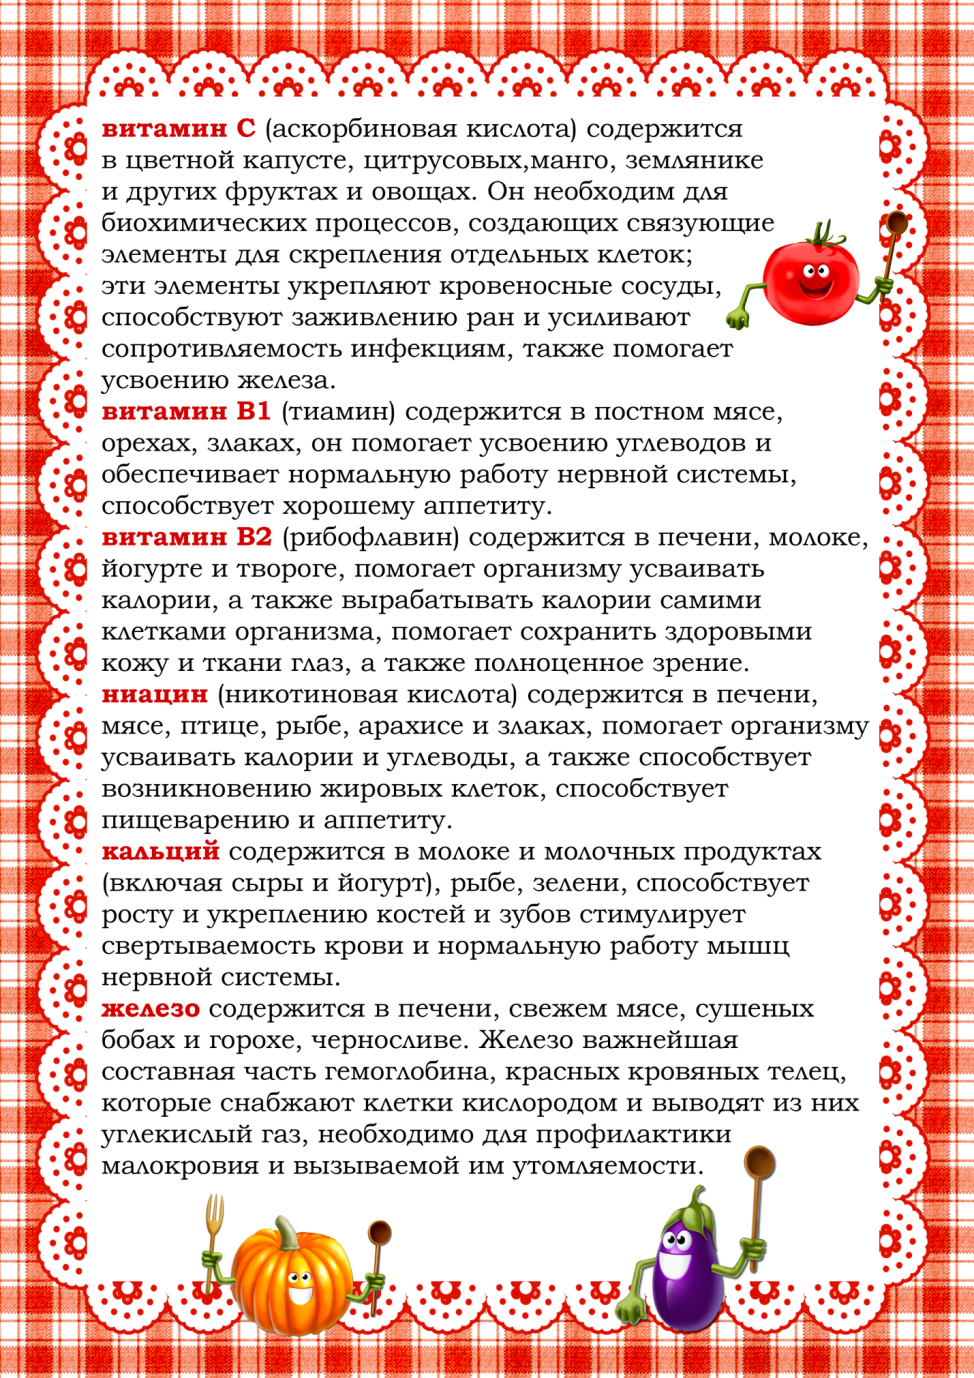 витамин С (аскорбиновая кислота) содержится
в цветной капусте, цитрусовых,манго, землянике
и других фруктах и овощах. Он необходим для
биохимических процессов, создающих связующие
элементы для скрепления отдельных клеток;
эти элементы укрепляют кровеносные сосуды,
способствуют заживлению ран и усиливают
сопротивляемость инфекциям, также помогает
усвоению железа.
витамин В1 (тиамин) содержится в постном мясе,
орехах, злаках, он помогает усвоению углеводов и
обеспечивает нормальную работу нервной системы,
способствует хорошему аппетиту.
витамин В2 (рибофлавин) содержится в печени, молоке,
йогурте и твороге, помогает организму усваивать
калории, а также вырабатывать калории самими
клетками организма, помогает сохранить здоровыми
кожу и ткани глаз, а также полноценное зрение.
ниацин (никотиновая кислота) содержится в печени,
мясе, птице, рыбе, арахисе и злаках, помогает организму
усваивать калории и углеводы, а также способствует
возникновению жировых клеток, способствует
пищеварению и аппетиту.
кальций содержится в молоке и молочных продуктах
(включая сыры и йогурт), рыбе, зелени, способствует
росту и укреплению костей и зубов стимулирует
свертываемость крови и нормальную работу мышц
нервной системы.
железо содержится в печени, свежем мясе, сушеных
бобах и горохе, черносливе. Железо важнейшая
составная часть гемоглобина, красных кровяных телец,
которые снабжают клетки кислородом и выводят из них
углекислый газ, необходимо для профилактики
малокровия и вызываемой им утомляемости.